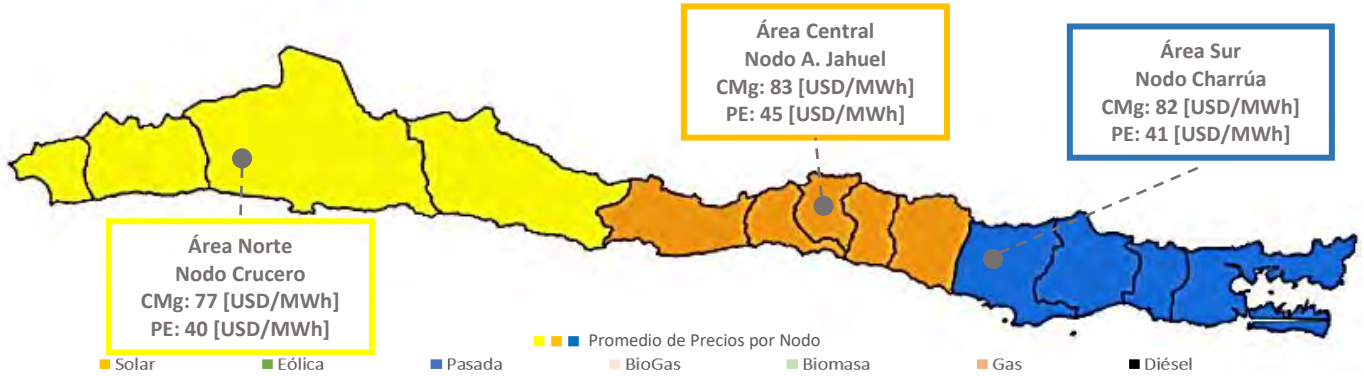 Área Central
Nodo A. Jahuel
CMg: 83 [USD/MWh]
PE: 45 [USD/MWh]
Área Sur
Nodo Charrúa
CMg: 82 [USD/MWh]
PE: 41 [USD/MWh]
Área Norte
Nodo Crucero
CMg: 77 [USD/MWh]
PE: 40 [USD/MWh]
Promedio de Precios por Nodo
Solar
Eólica
Pasada
BioGas
Biomasa
Gas
Diésel